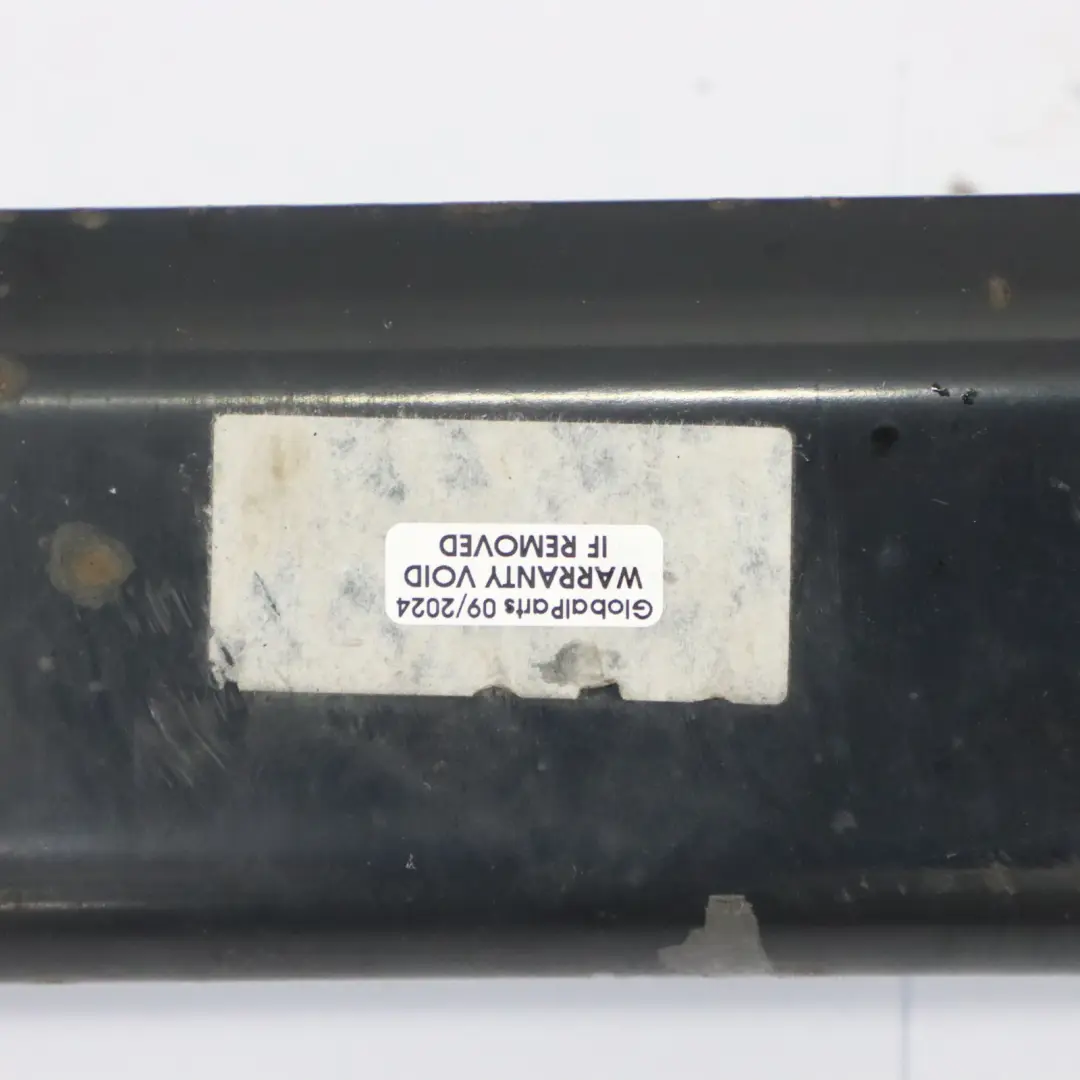 GlobalParts 09/2024
WARRANTY VOID
IF REMOVED